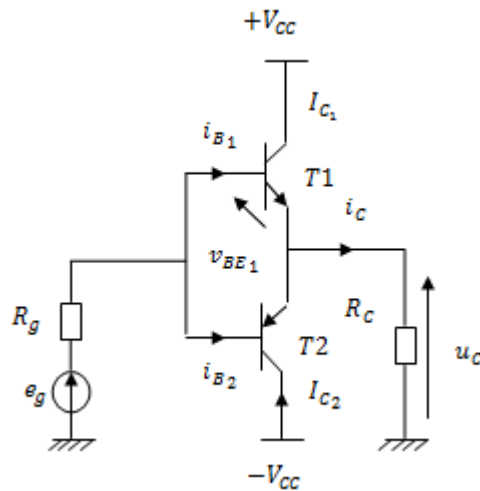 +V_CC
I_C₁
i_B₁
T1
i_C
v_BE₁
R_g
R_C
T2
i_B₂
u_C
e_g
I_C₂
−V_CC